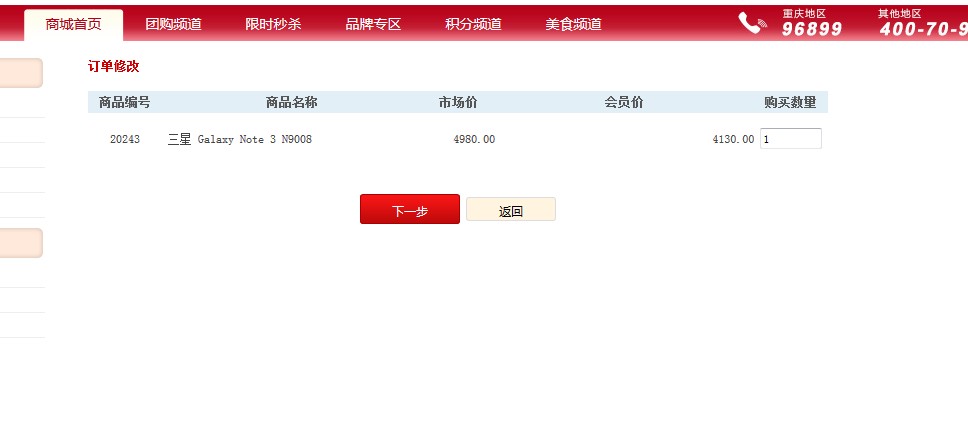 商城首页 团购频道 限时秒杀 品牌专区 积分频道 美食频道 重庆地区 其他地区
96899 400-70-9
订单修改
商品编号 商品名称 市场价 会员价 购买数量
20243 三星 Galaxy Note 3 N9008 4980.00 4130.00 1
下一步 返回